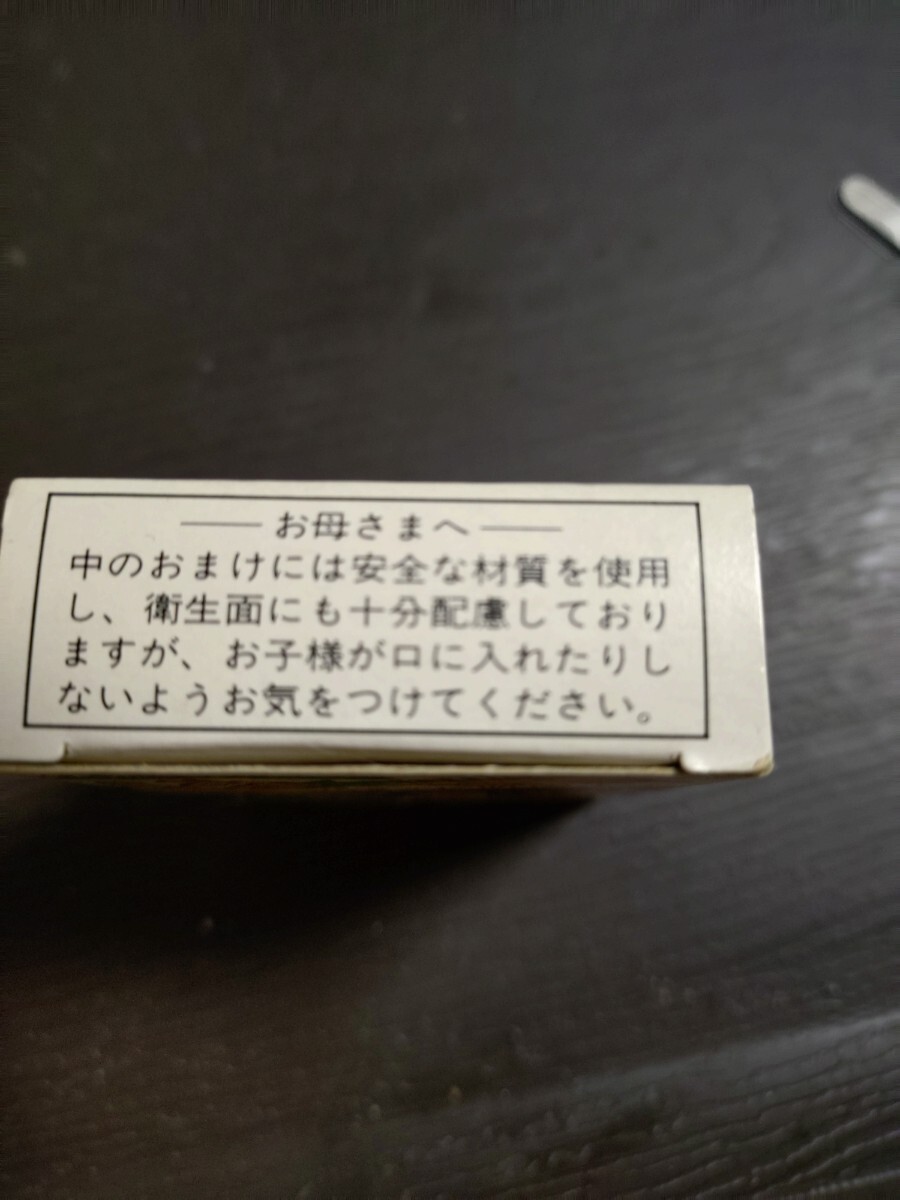 お母さまへ
中のおまけには安全な材質を使用
し、衛生面にも十分配慮しており
ますが、お子様が口に入れたりし
ないようお気をつけてください。